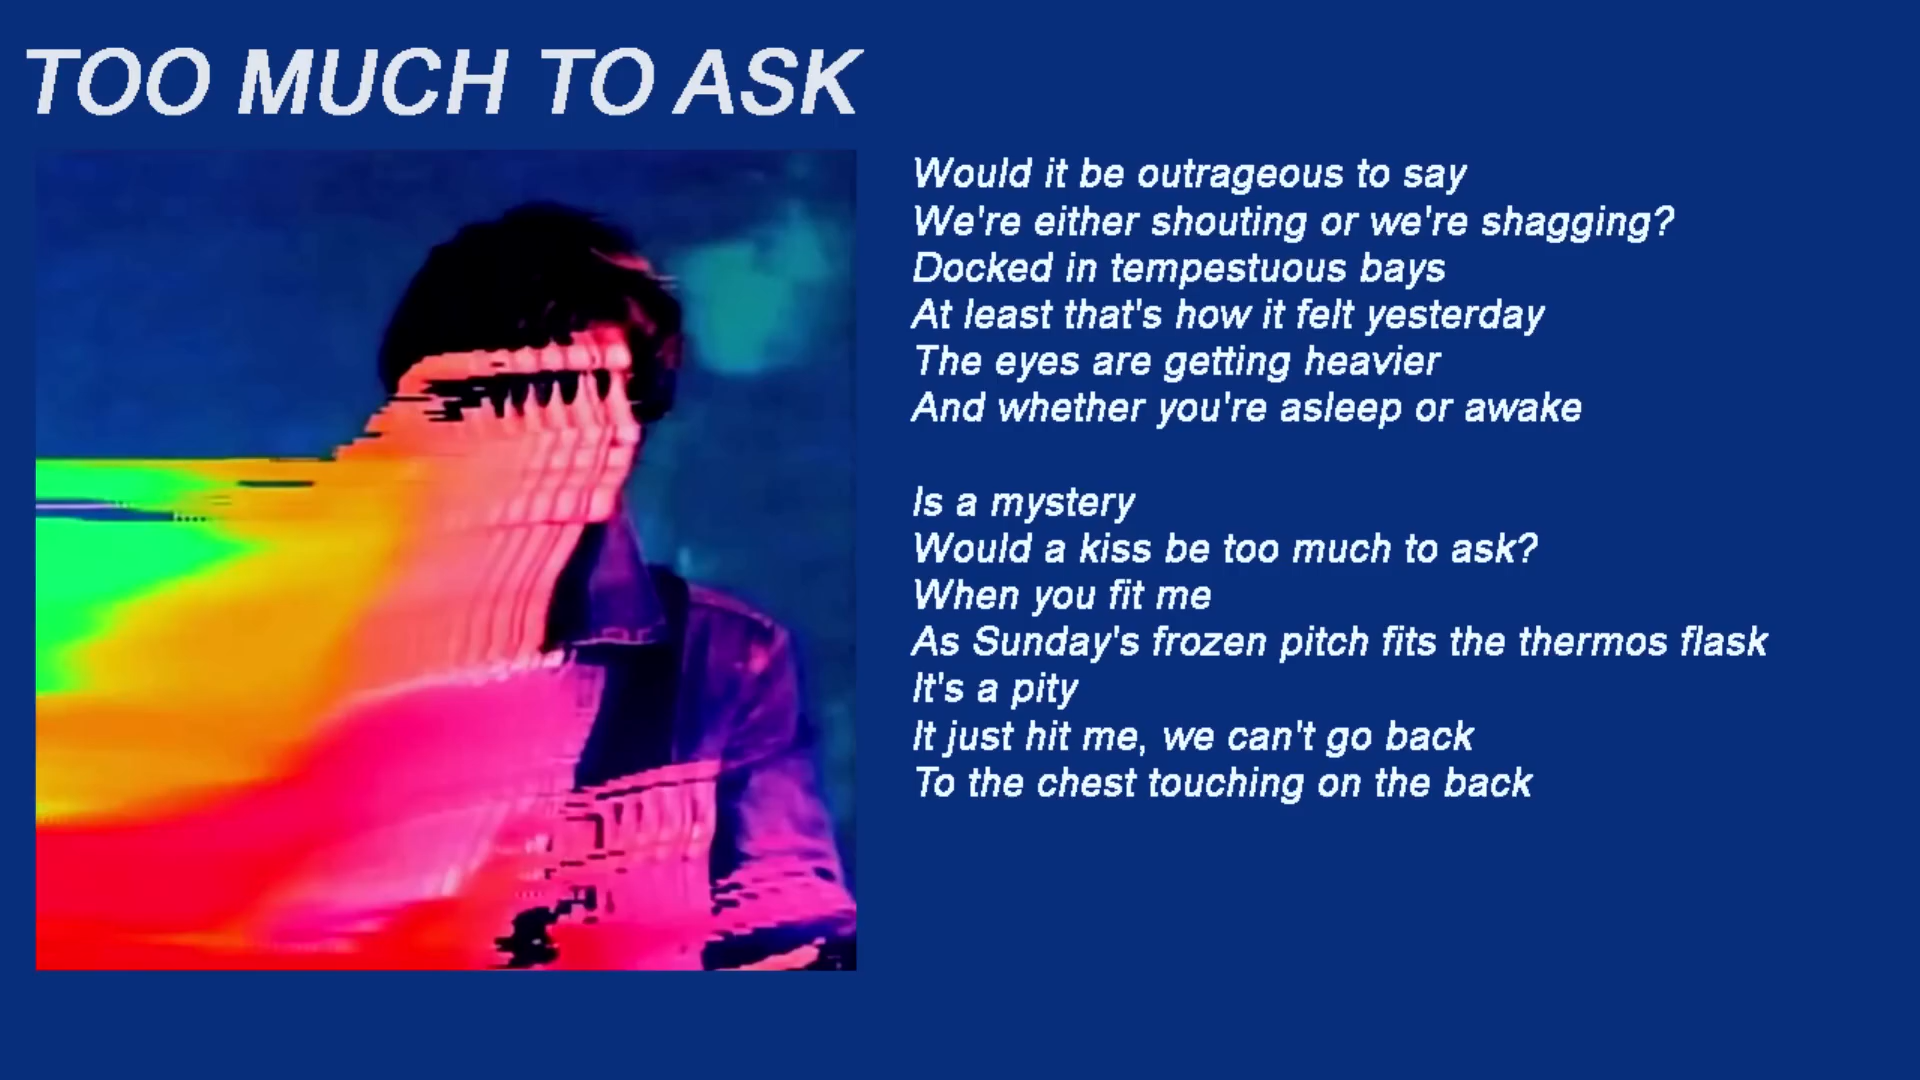 TOO MUCH TO ASK
Would it be outrageous to say
We're either shouting or we're shagging?
Docked in tempestuous bays
At least that's how it felt yesterday
The eyes are getting heavier
And whether you're asleep or awake
Is a mystery
Would a kiss be too much to ask?
When you fit me
As Sunday's frozen pitch fits the thermos flask
It's a pity
It just hit me, we can't go back
To the chest touching on the back